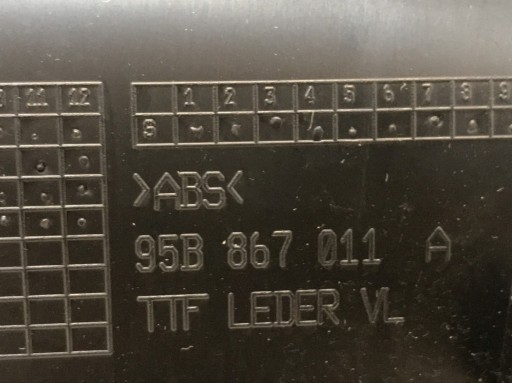 11 12
1 2 3 4 5 6 7 8 9
>ABS<
95B 867 011 A
TTF LEDER VL